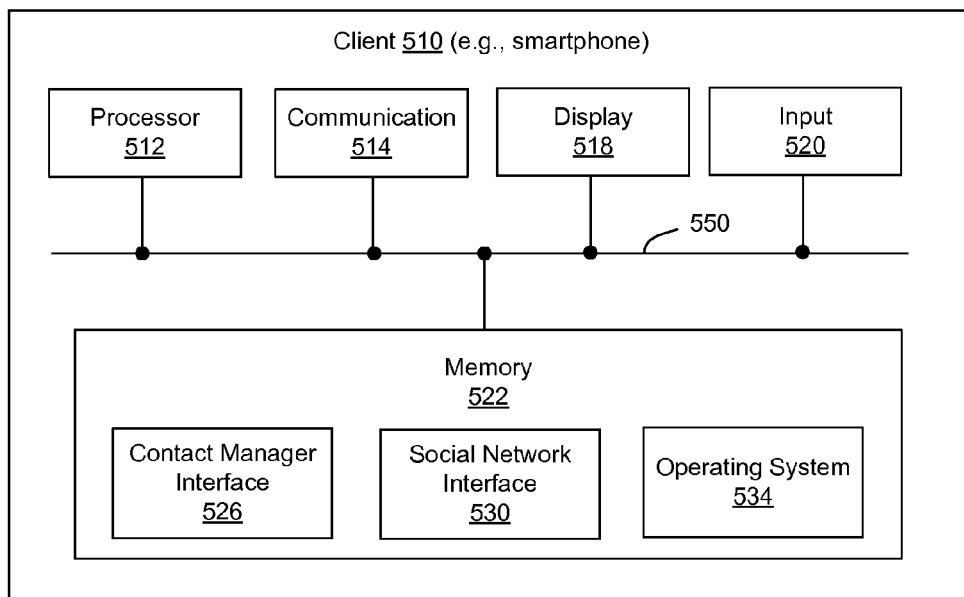 Client 510 (e.g., smartphone)
Processor
512
Communication
514
Display
518
Input
520
550
Memory
522
Contact Manager
Interface
526
Social Network
Interface
530
Operating System
534